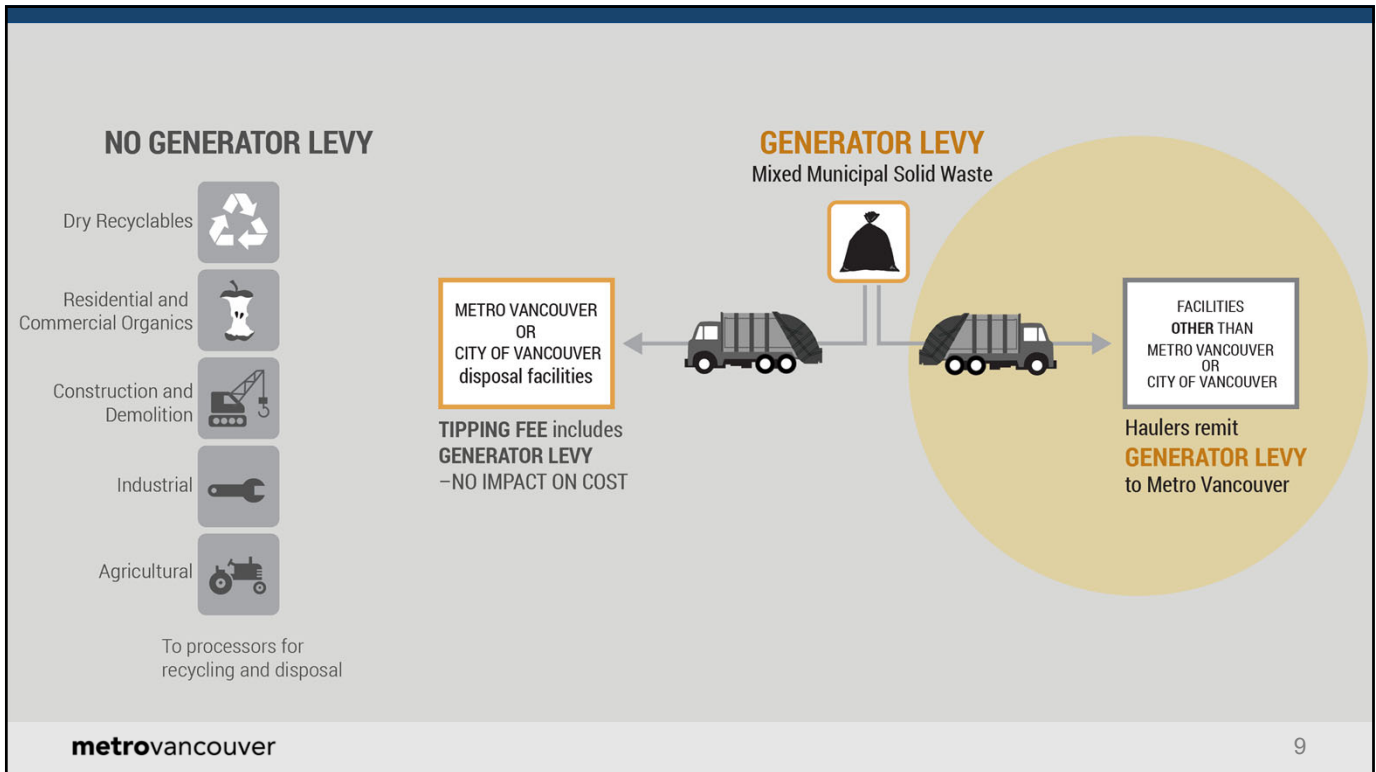 NO GENERATOR LEVY
Dry Recyclables
Residential and
Commercial Organics
Construction and
Demolition
Industrial
Agricultural
To processors for
recycling and disposal
GENERATOR LEVY
Mixed Municipal Solid Waste
METRO VANCOUVER
OR
CITY OF VANCOUVER
disposal facilities
TIPPING FEE includes
GENERATOR LEVY
–NO IMPACT ON COST
FACILITIES
OTHER THAN
METRO VANCOUVER
OR
CITY OF VANCOUVER
Haulers remit
GENERATOR LEVY
to Metro Vancouver
metrovancouver
9